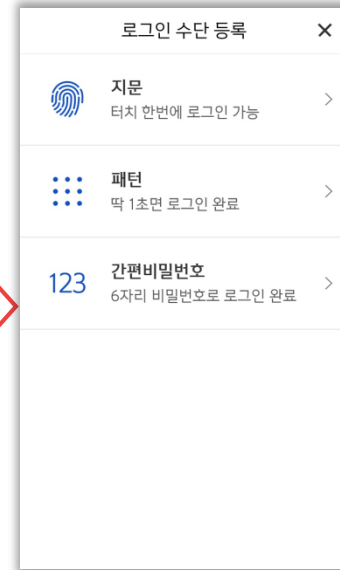 로그인 수단 등록
지문
터치 한번에 로그인 가능
패턴
딱 1초면 로그인 완료
123
간편비밀번호
6자리 비밀번호로 로그인 완료